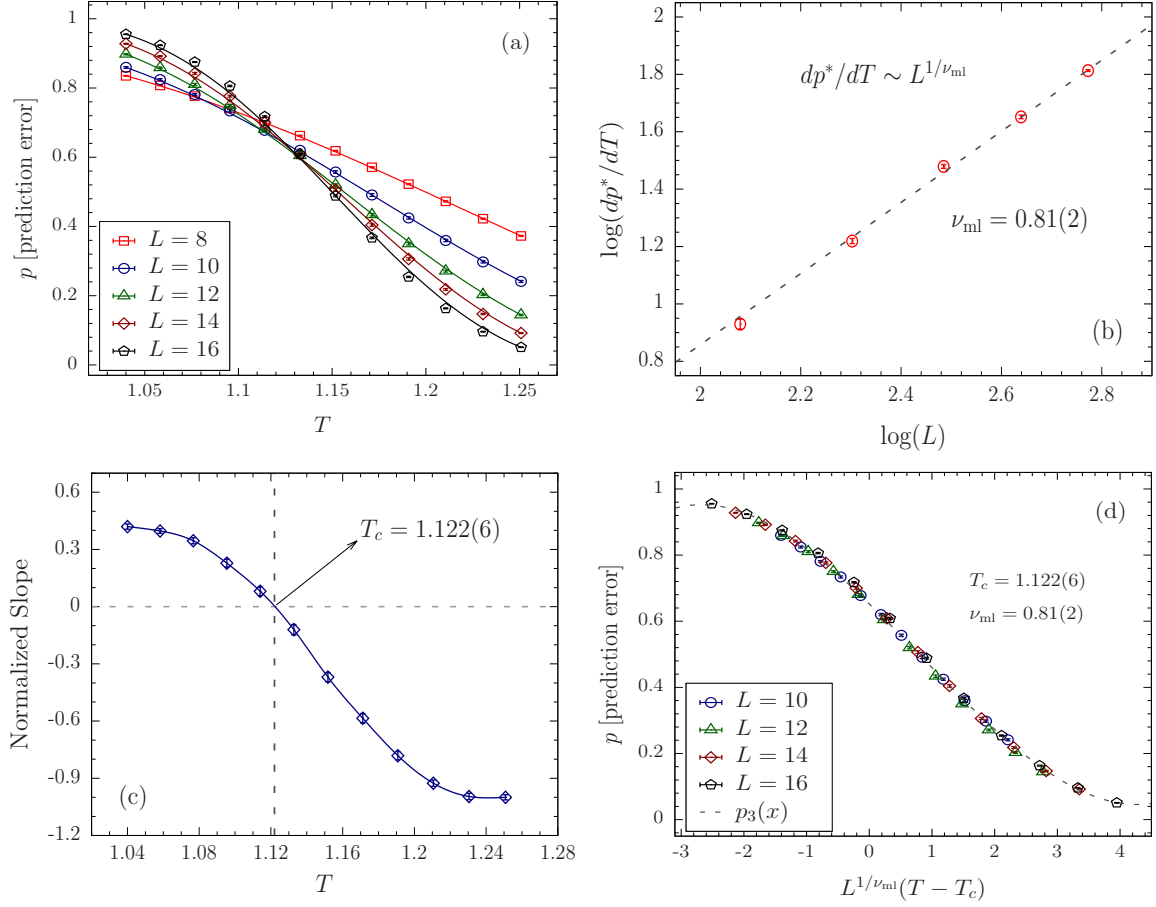 (a)
p [prediction error]
1
0.8
0.6
0.4
0.2
0
L = 8
L = 10
L = 12
L = 14
L = 16
1.05
1.1
1.15
1.2
1.25
T
log(dp*/dT)
2
1.8
1.6
1.4
1.2
1
0.8
dp*/dT ∼ L^{1/ν_ml}
ν_ml = 0.81(2)
(b)
2
2.2
2.4
2.6
2.8
log(L)
Normalized Slope
0.6
0.3
0
-0.3
-0.6
-0.9
-1.2
T_c = 1.122(6)
(c)
1.04
1.08
1.12
1.16
1.20
1.24
1.28
T
p [prediction error]
1
0.8
0.6
0.4
0.2
0
(d)
T_c = 1.122(6)
ν_ml = 0.81(2)
L = 10
L = 12
L = 14
L = 16
p_3(x)
-3
-2
-1
0
1
2
3
4
L^{1/ν_ml}(T − T_c)